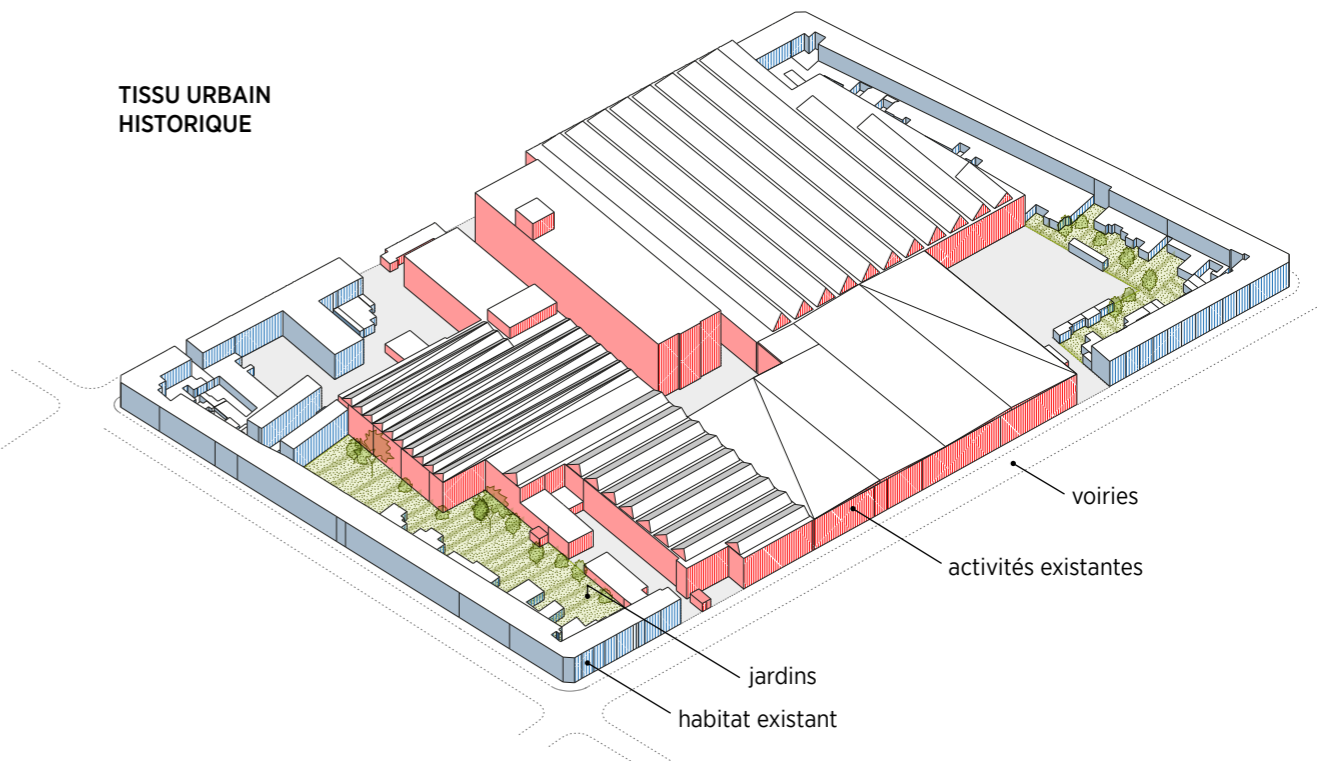 TISSU URBAIN
HISTORIQUE
voiries
activités existantes
jardins
habitat existant